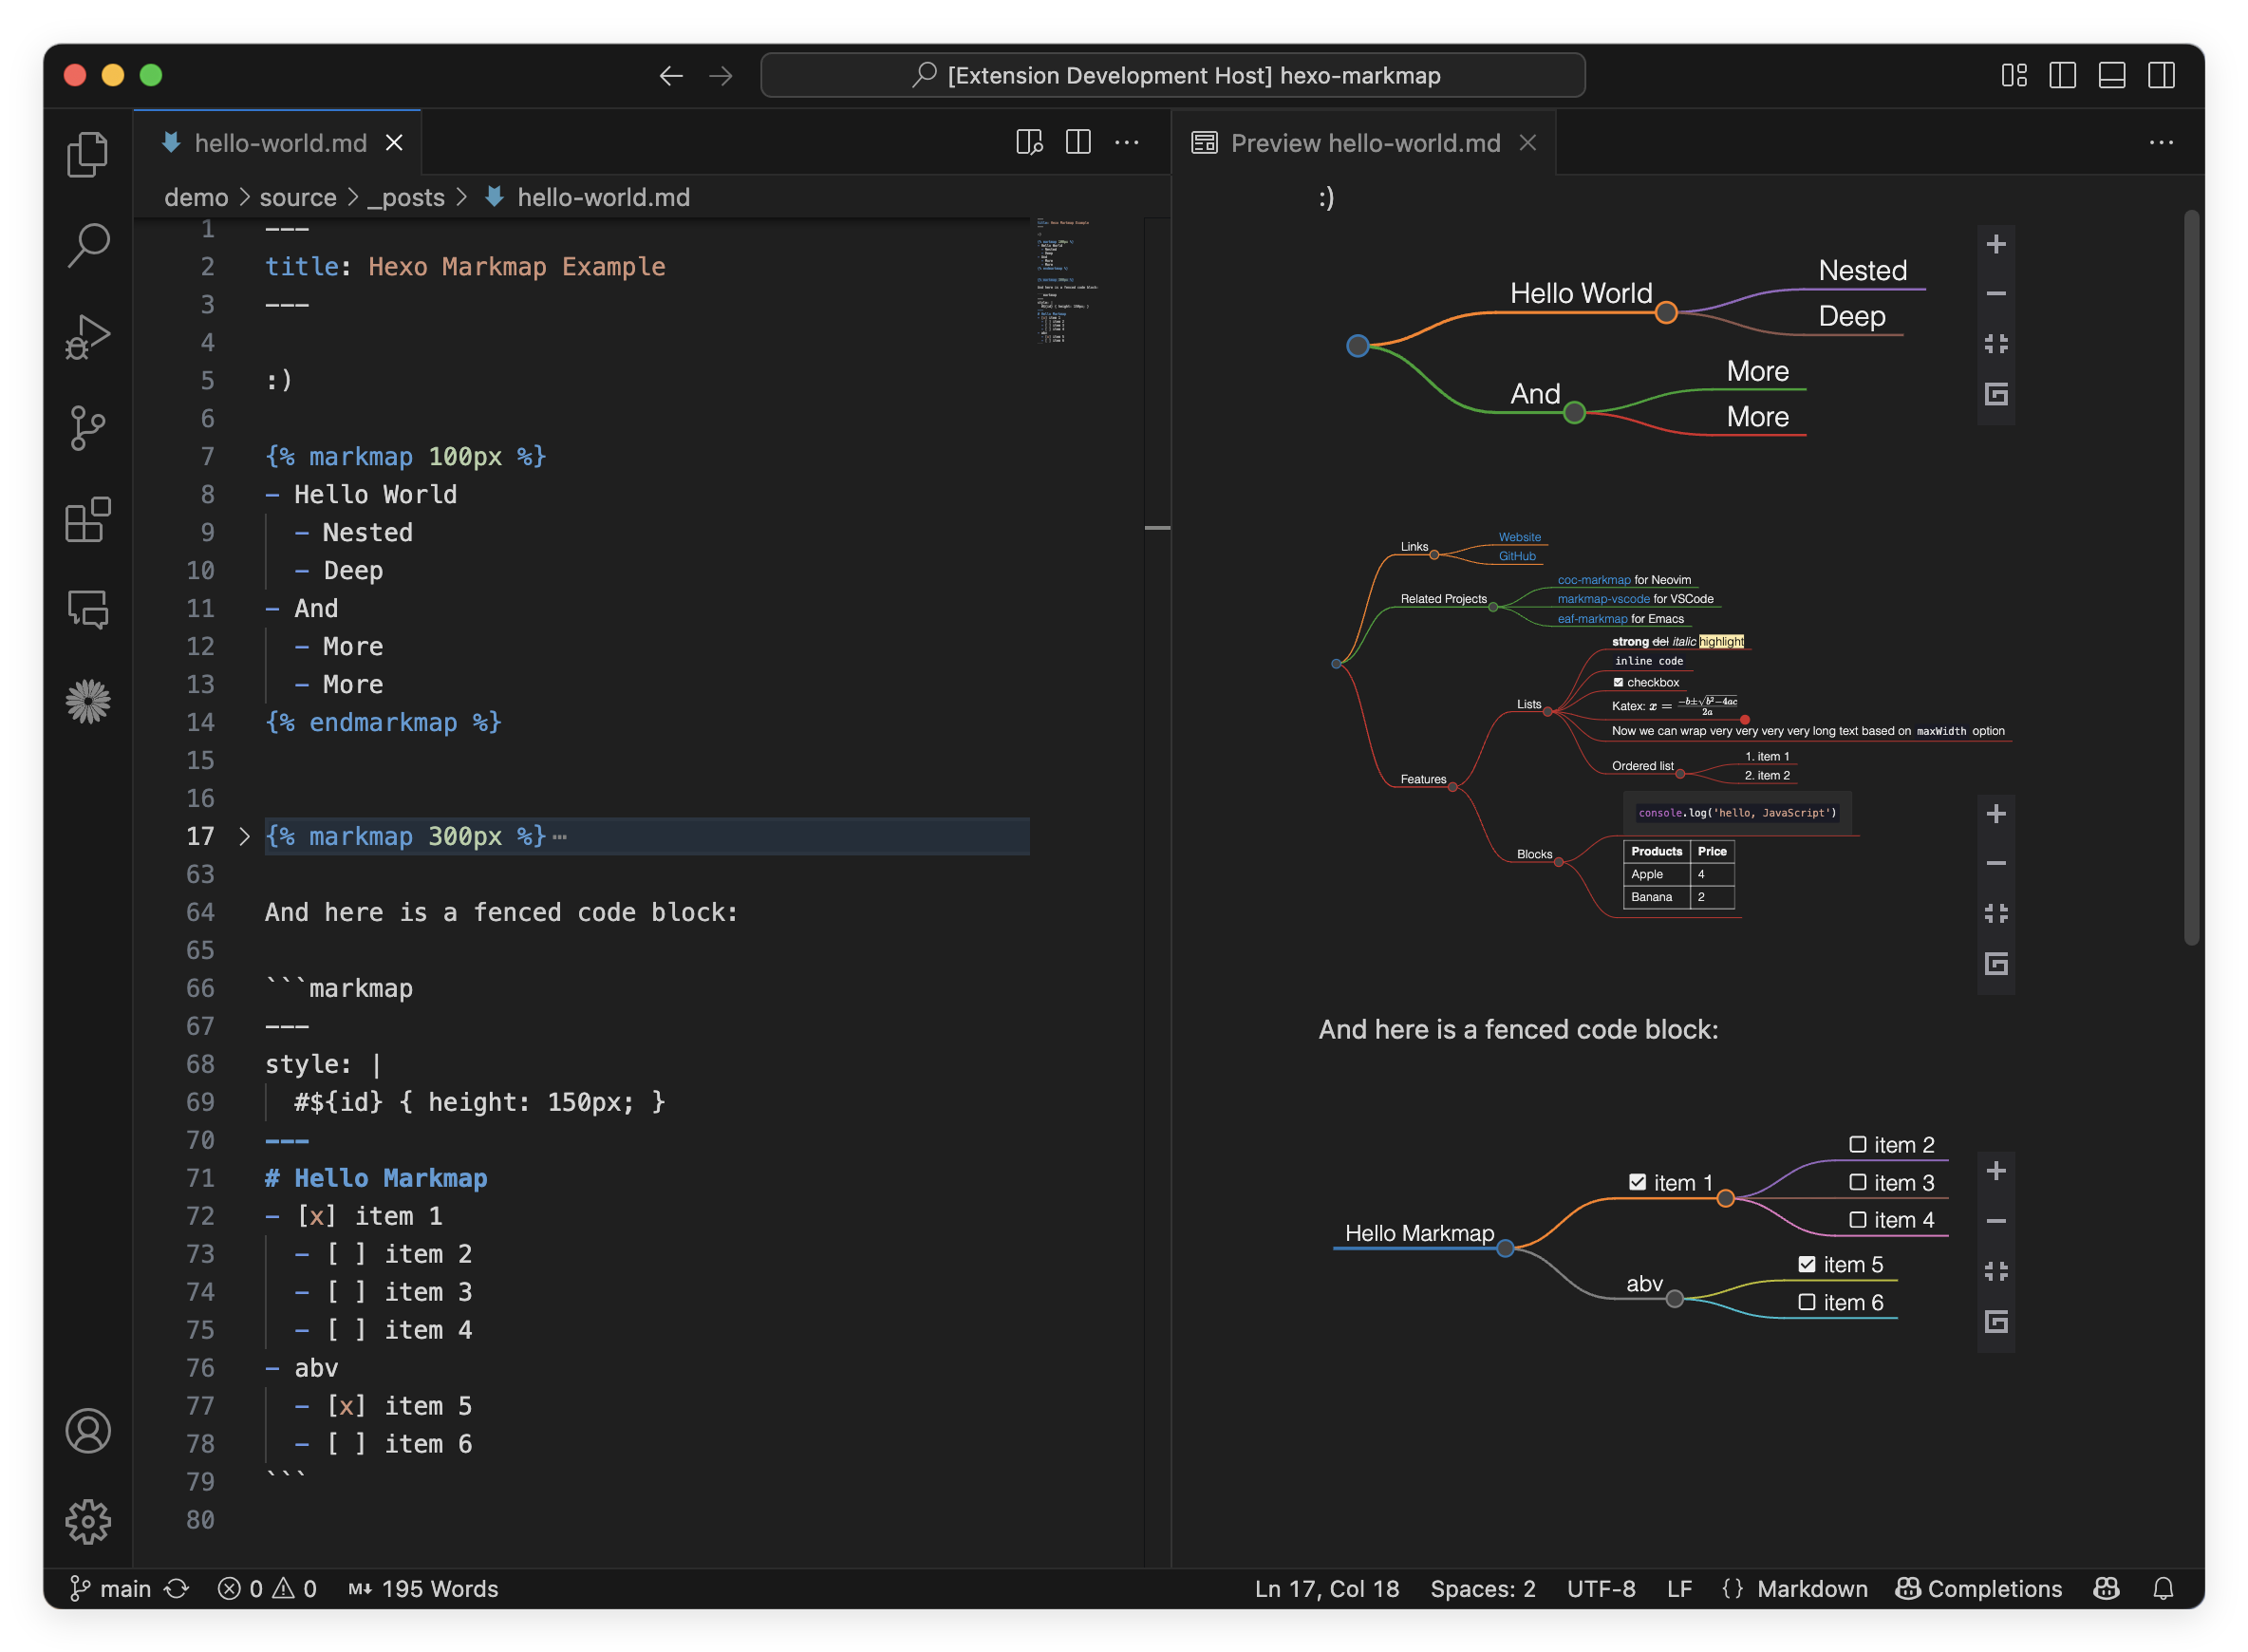 [Extension Development Host] hexo-markmap
hello-world.md
demo > source > _posts > hello-world.md
1 ---
2 title: Hexo Markmap Example
3 ---
4
5 :)
6
7 {% markmap 100px %}
8 - Hello World
9 - Nested
10 - Deep
11 - And
12 - More
13 - More
14 {% endmarkmap %}
15
16
17 > {% markmap 300px %} ⋯
63
64 And here is a fenced code block:
65
66 ```markmap
67 ---
68 style: |
69 #${id} { height: 150px; }
70 ---
71 # Hello Markmap
72 - [x] item 1
73 - [ ] item 2
74 - [ ] item 3
75 - [ ] item 4
76 - abv
77 - [x] item 5
78 - [ ] item 6
79 ```
80
Preview hello-world.md
:)
Hello World
Nested
Deep
And
More
More
Links
Website
GitHub
Related Projects
coc-markmap for Neovim
markmap-vscode for VSCode
eaf-markmap for Emacs
Features
Lists
strong del italic highlight
inline code
☑ checkbox
Katex: x = −b±√b²−4ac / 2a
Now we can wrap very very very very long text based on maxWidth option
Ordered list
1. item 1
2. item 2
Blocks
console.log('hello, JavaScript')
Products Price
Apple 4
Banana 2
And here is a fenced code block:
Hello Markmap
☑ item 1
☐ item 2
☐ item 3
☐ item 4
abv
☑ item 5
☐ item 6
main 0 0 M↓ 195 Words
Ln 17, Col 18 Spaces: 2 UTF-8 LF {} Markdown Completions